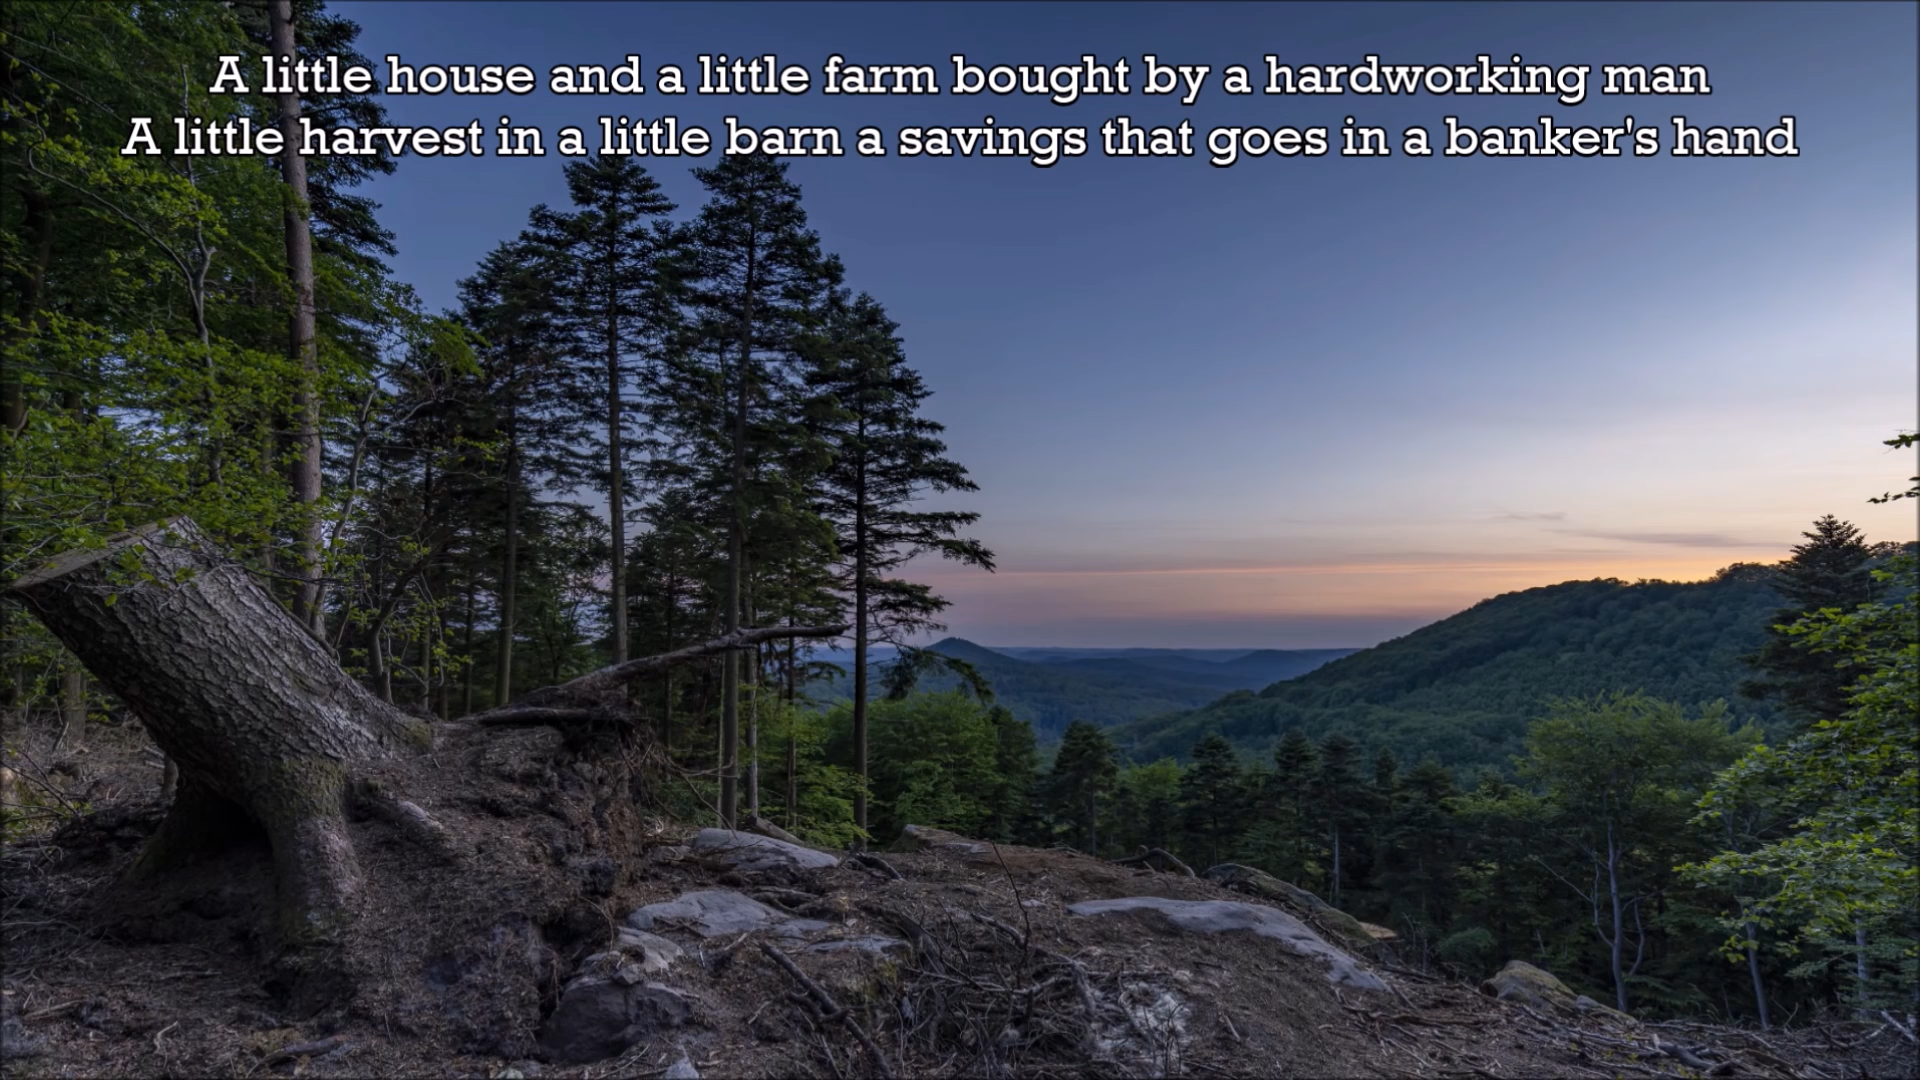 A little house and a little farm bought by a hardworking man
A little harvest in a little barn a savings that goes in a banker's hand